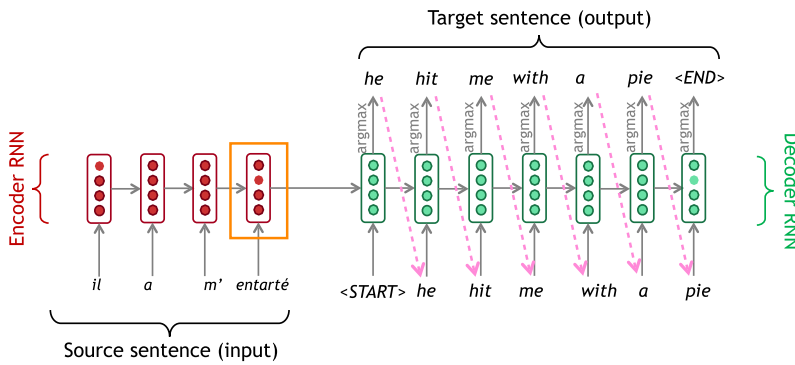 Target sentence (output)
he hit me with a pie <END>
argmax argmax argmax argmax argmax argmax argmax
Encoder RNN
Decoder RNN
il a m’ entarté
<START> he hit me with a pie
Source sentence (input)